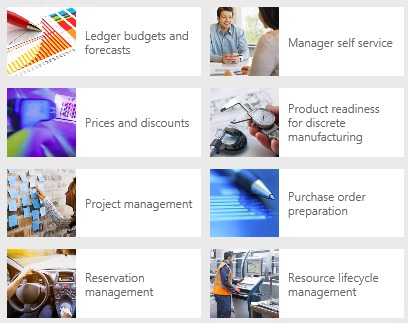 Ledger budgets and
forecasts
Manager self service
Prices and discounts
Product readiness
for discrete
manufacturing
Project management
Purchase order
preparation
Reservation
management
Resource lifecycle
management